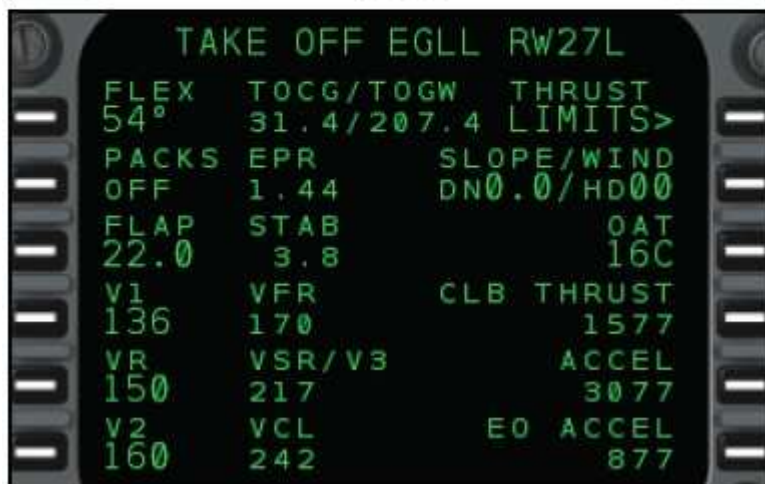 TAKE OFF EGLL RW27L
FLEX TOCG/TOGW THRUST
54° 31.4/207.4 LIMITS>
PACKS EPR SLOPE/WIND
OFF 1.44 DN0.0/HD00
FLAP STAB OAT
22.0 3.8 16C
V1 VFR CLB THRUST
136 170 1577
VR VSR/V3 ACCEL
150 217 3077
V2 VCL EO ACCEL
160 242 877